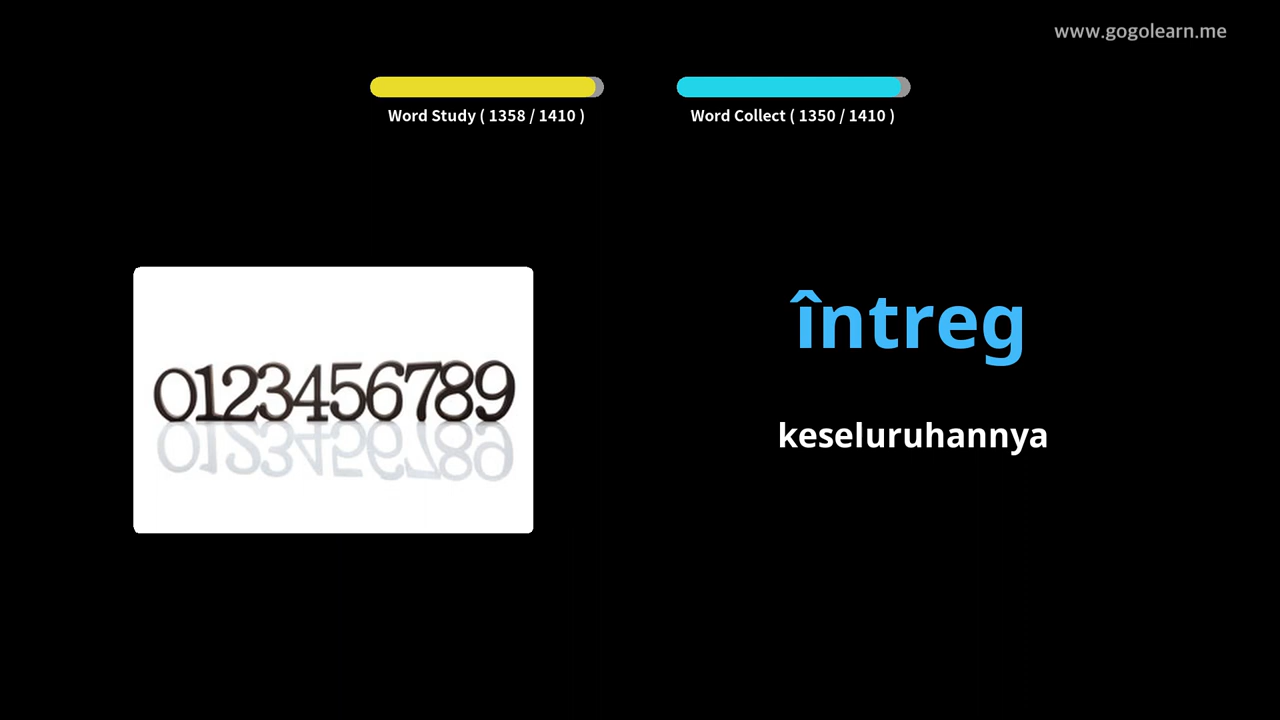 www.gogolearn.me
Word Study ( 1358 / 1410 )
Word Collect ( 1350 / 1410 )
0123456789
întreg
keseluruhannya